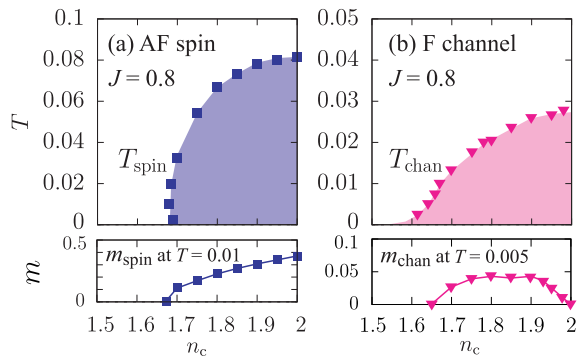 (a) AF spin
J = 0.8
T_spin
T
0.1
0.08
0.06
0.04
0.02
0
m_spin at T = 0.01
m
0.5
0
1.5 1.6 1.7 1.8 1.9 2
n_c
(b) F channel
J = 0.8
T_chan
0.05
0.04
0.03
0.02
0.01
0
m_chan at T = 0.005
0.1
0.05
0
1.5 1.6 1.7 1.8 1.9 2
n_c